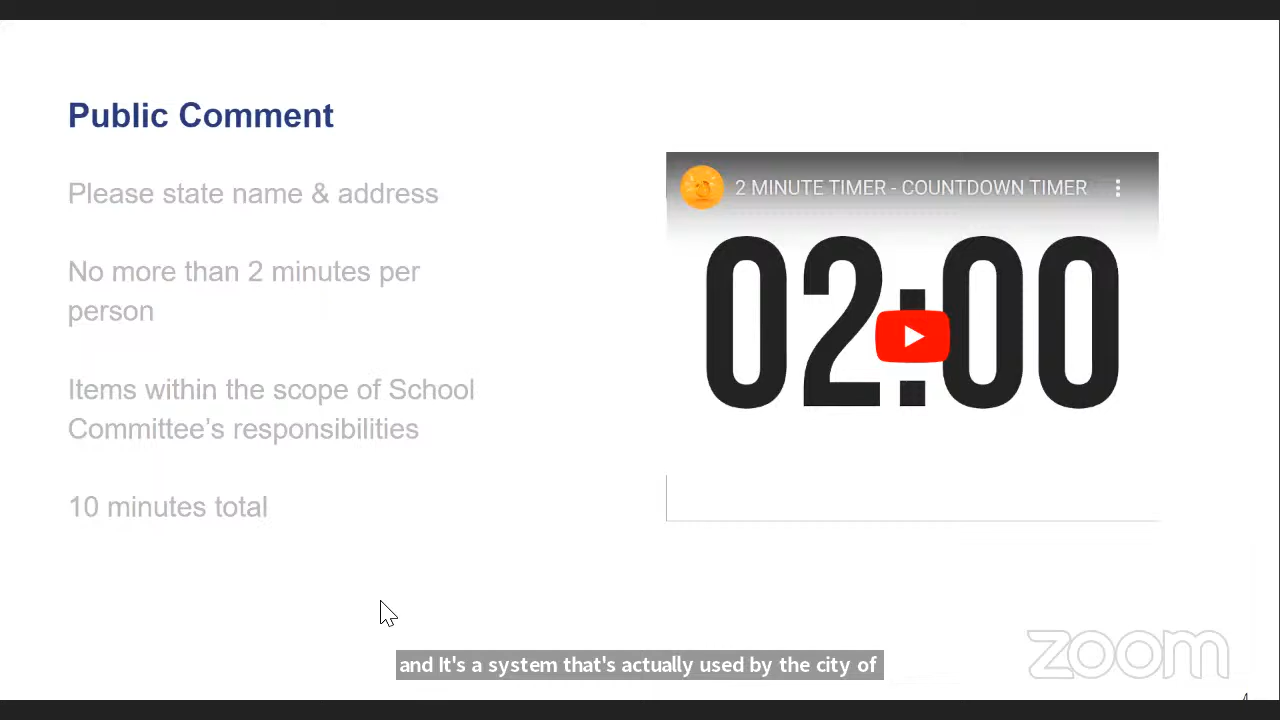 Public Comment
Please state name & address
No more than 2 minutes per
person
Items within the scope of School
Committee’s responsibilities
10 minutes total
2 MINUTE TIMER - COUNTDOWN TIMER
02:00
and It's a system that's actually used by the city of
zoom
4